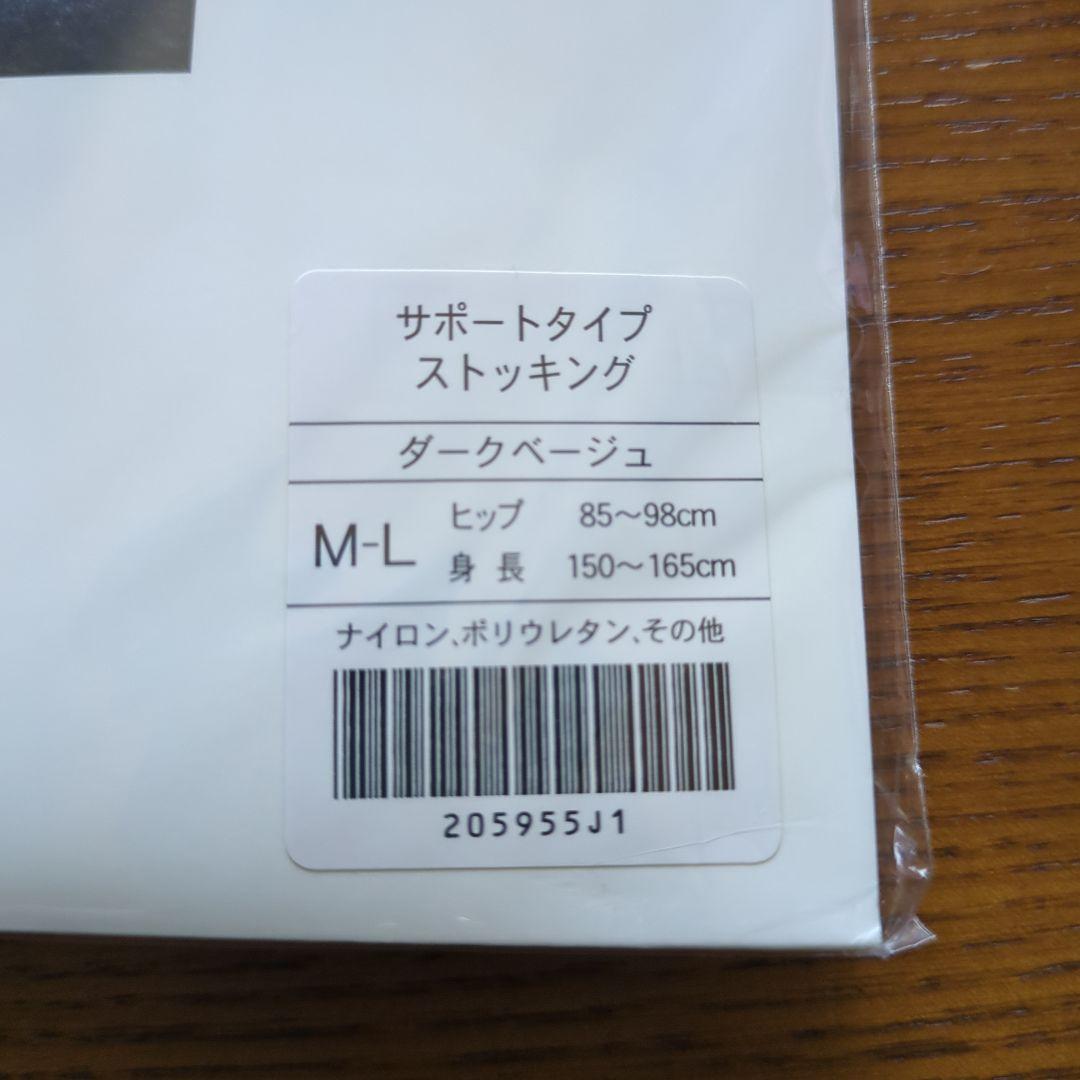 サポートタイプ
ストッキング
ダークベージュ
M-L
ヒップ 85～98cm
身長 150～165cm
ナイロン、ポリウレタン、その他
205955J1